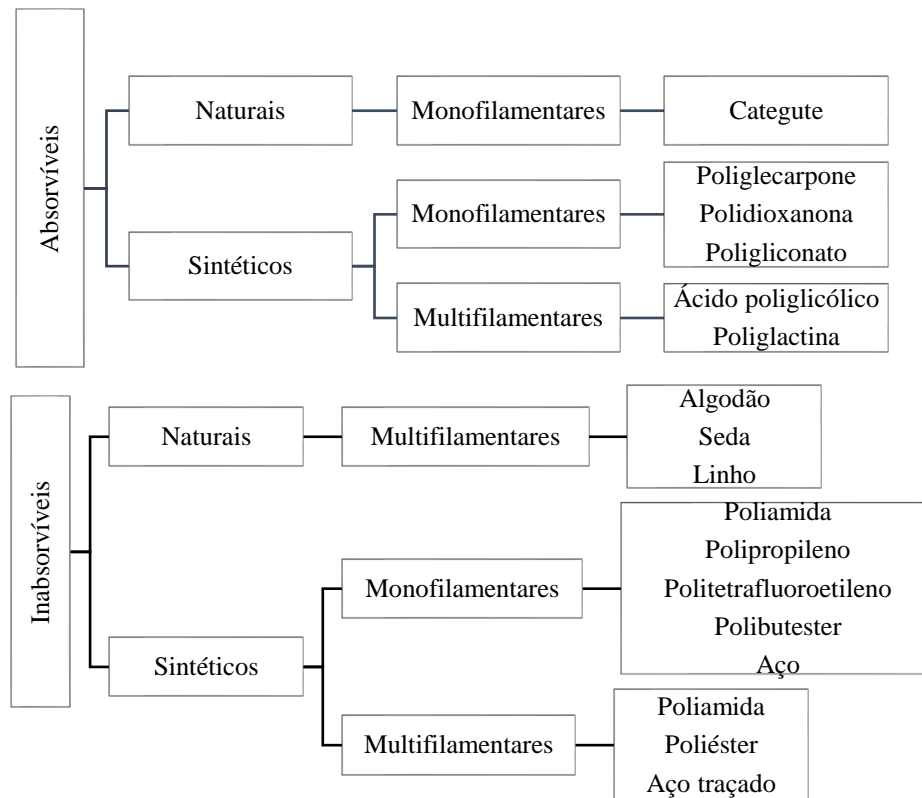 Absorvíveis
Naturais
Monofilamentares
Categute
Sintéticos
Monofilamentares
Poliglecarpone
Polidioxanona
Poligliconato
Multifilamentares
Ácido poliglicólico
Poliglactina
Inabsorvíveis
Naturais
Multifilamentares
Algodão
Seda
Linho
Sintéticos
Monofilamentares
Poliamida
Polipropileno
Politetrafluoroetileno
Polibutester
Aço
Multifilamentares
Poliamida
Poliéster
Aço traçado